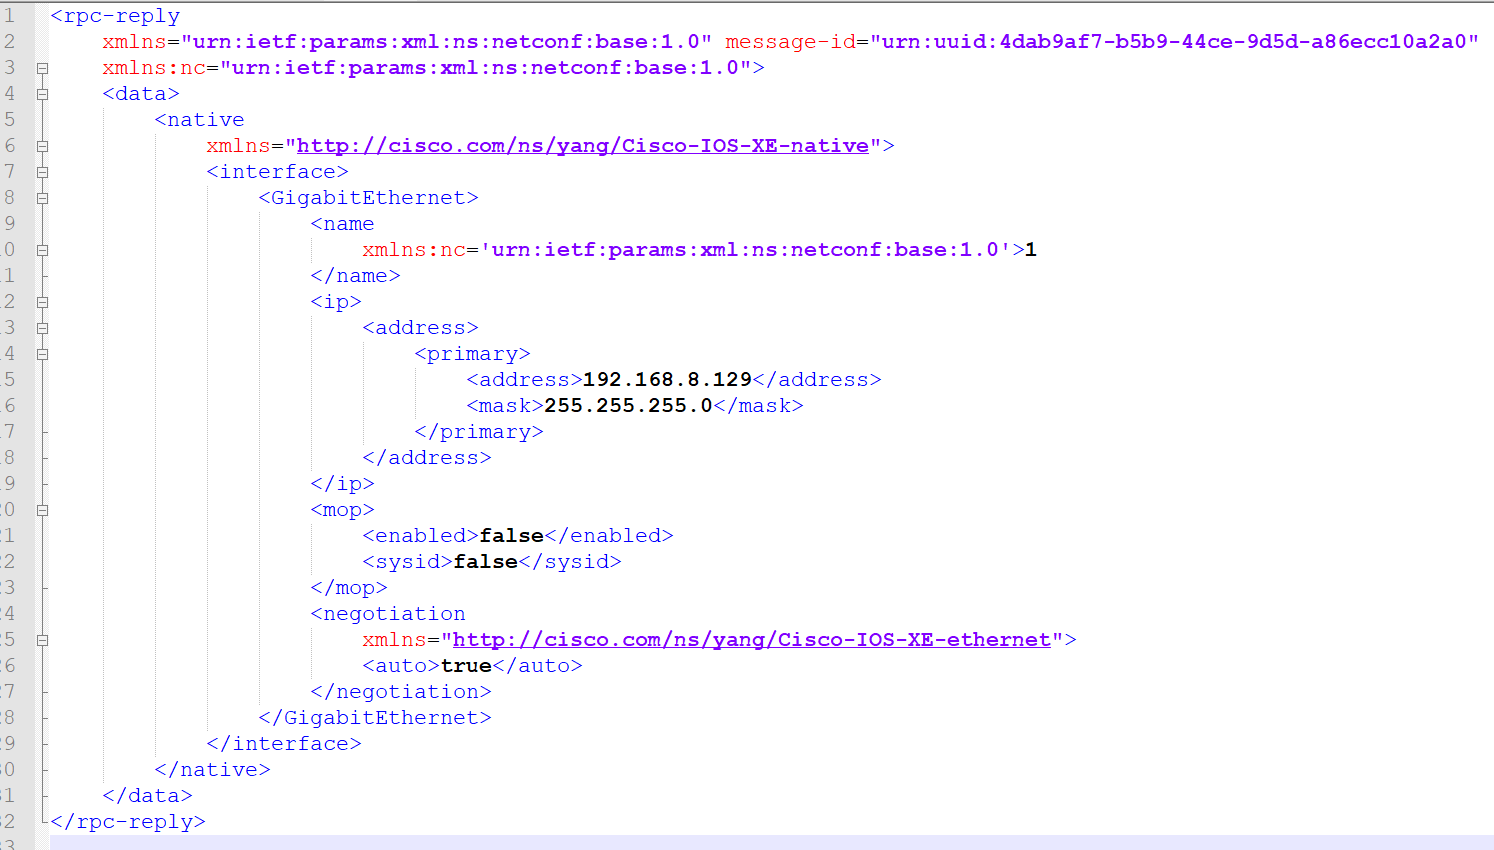 1 <rpc-reply
2 xmlns="urn:ietf:params:xml:ns:netconf:base:1.0" message-id="urn:uuid:4dab9af7-b5b9-44ce-9d5d-a86ecc10a2a0"
3 xmlns:nc="urn:ietf:params:xml:ns:netconf:base:1.0">
4 <data>
5 <native
6 xmlns="http://cisco.com/ns/yang/Cisco-IOS-XE-native">
7 <interface>
8 <GigabitEthernet>
9 <name
0 xmlns:nc='urn:ietf:params:xml:ns:netconf:base:1.0'>1
1 </name>
2 <ip>
3 <address>
4 <primary>
5 <address>192.168.8.129</address>
6 <mask>255.255.255.0</mask>
7 </primary>
8 </address>
9 </ip>
0 <mop>
1 <enabled>false</enabled>
2 <sysid>false</sysid>
3 </mop>
4 <negotiation
5 xmlns="http://cisco.com/ns/yang/Cisco-IOS-XE-ethernet">
6 <auto>true</auto>
7 </negotiation>
8 </GigabitEthernet>
9 </interface>
0 </native>
1 </data>
2 </rpc-reply>
3